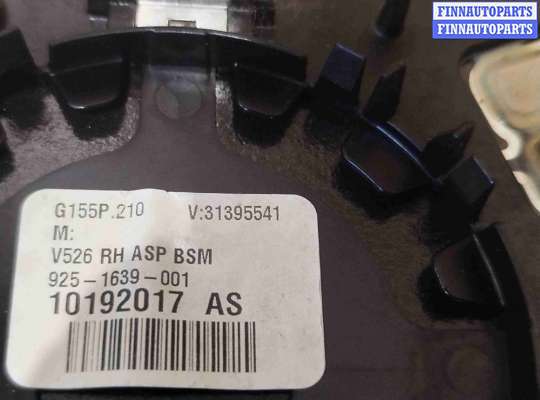 FINNAUTOPARTS
FINNAUTOPARTS
G155P.210 V:31395541
M:
V526 RH ASP BSM
925-1639-001
10192017 AS